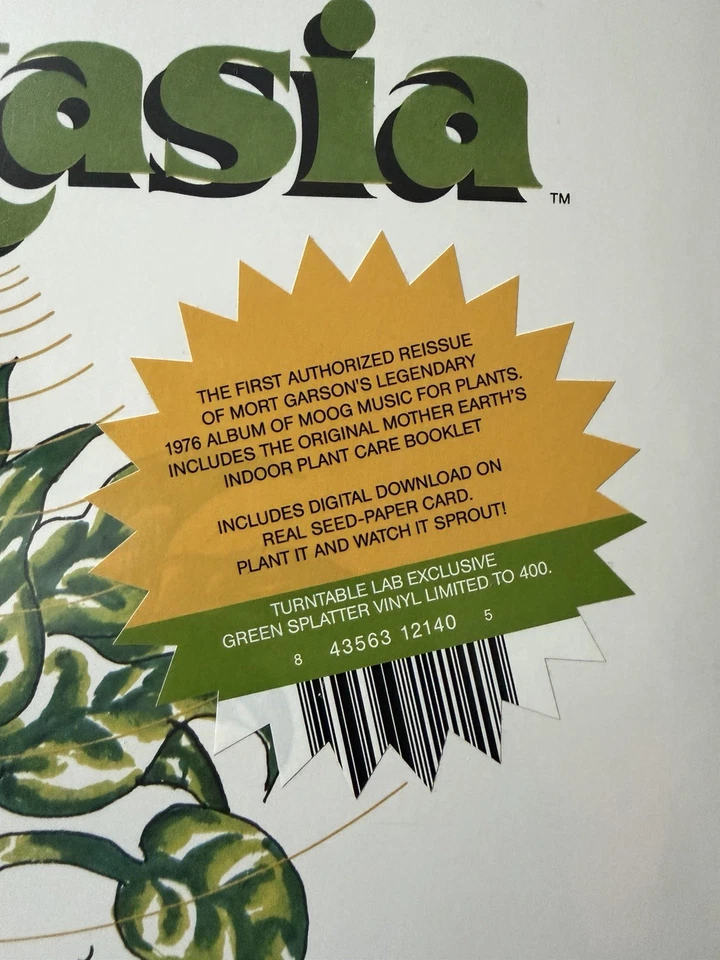 tasia
TM
THE FIRST AUTHORIZED REISSUE
OF MORT GARSON'S LEGENDARY
1976 ALBUM OF MOOG MUSIC FOR PLANTS.
INCLUDES THE ORIGINAL MOTHER EARTH'S
INDOOR PLANT CARE BOOKLET
INCLUDES DIGITAL DOWNLOAD ON
REAL SEED-PAPER CARD.
PLANT IT AND WATCH IT SPROUT!
TURNTABLE LAB EXCLUSIVE
GREEN SPLATTER VINYL LIMITED TO 400.
8 43563 12140 5